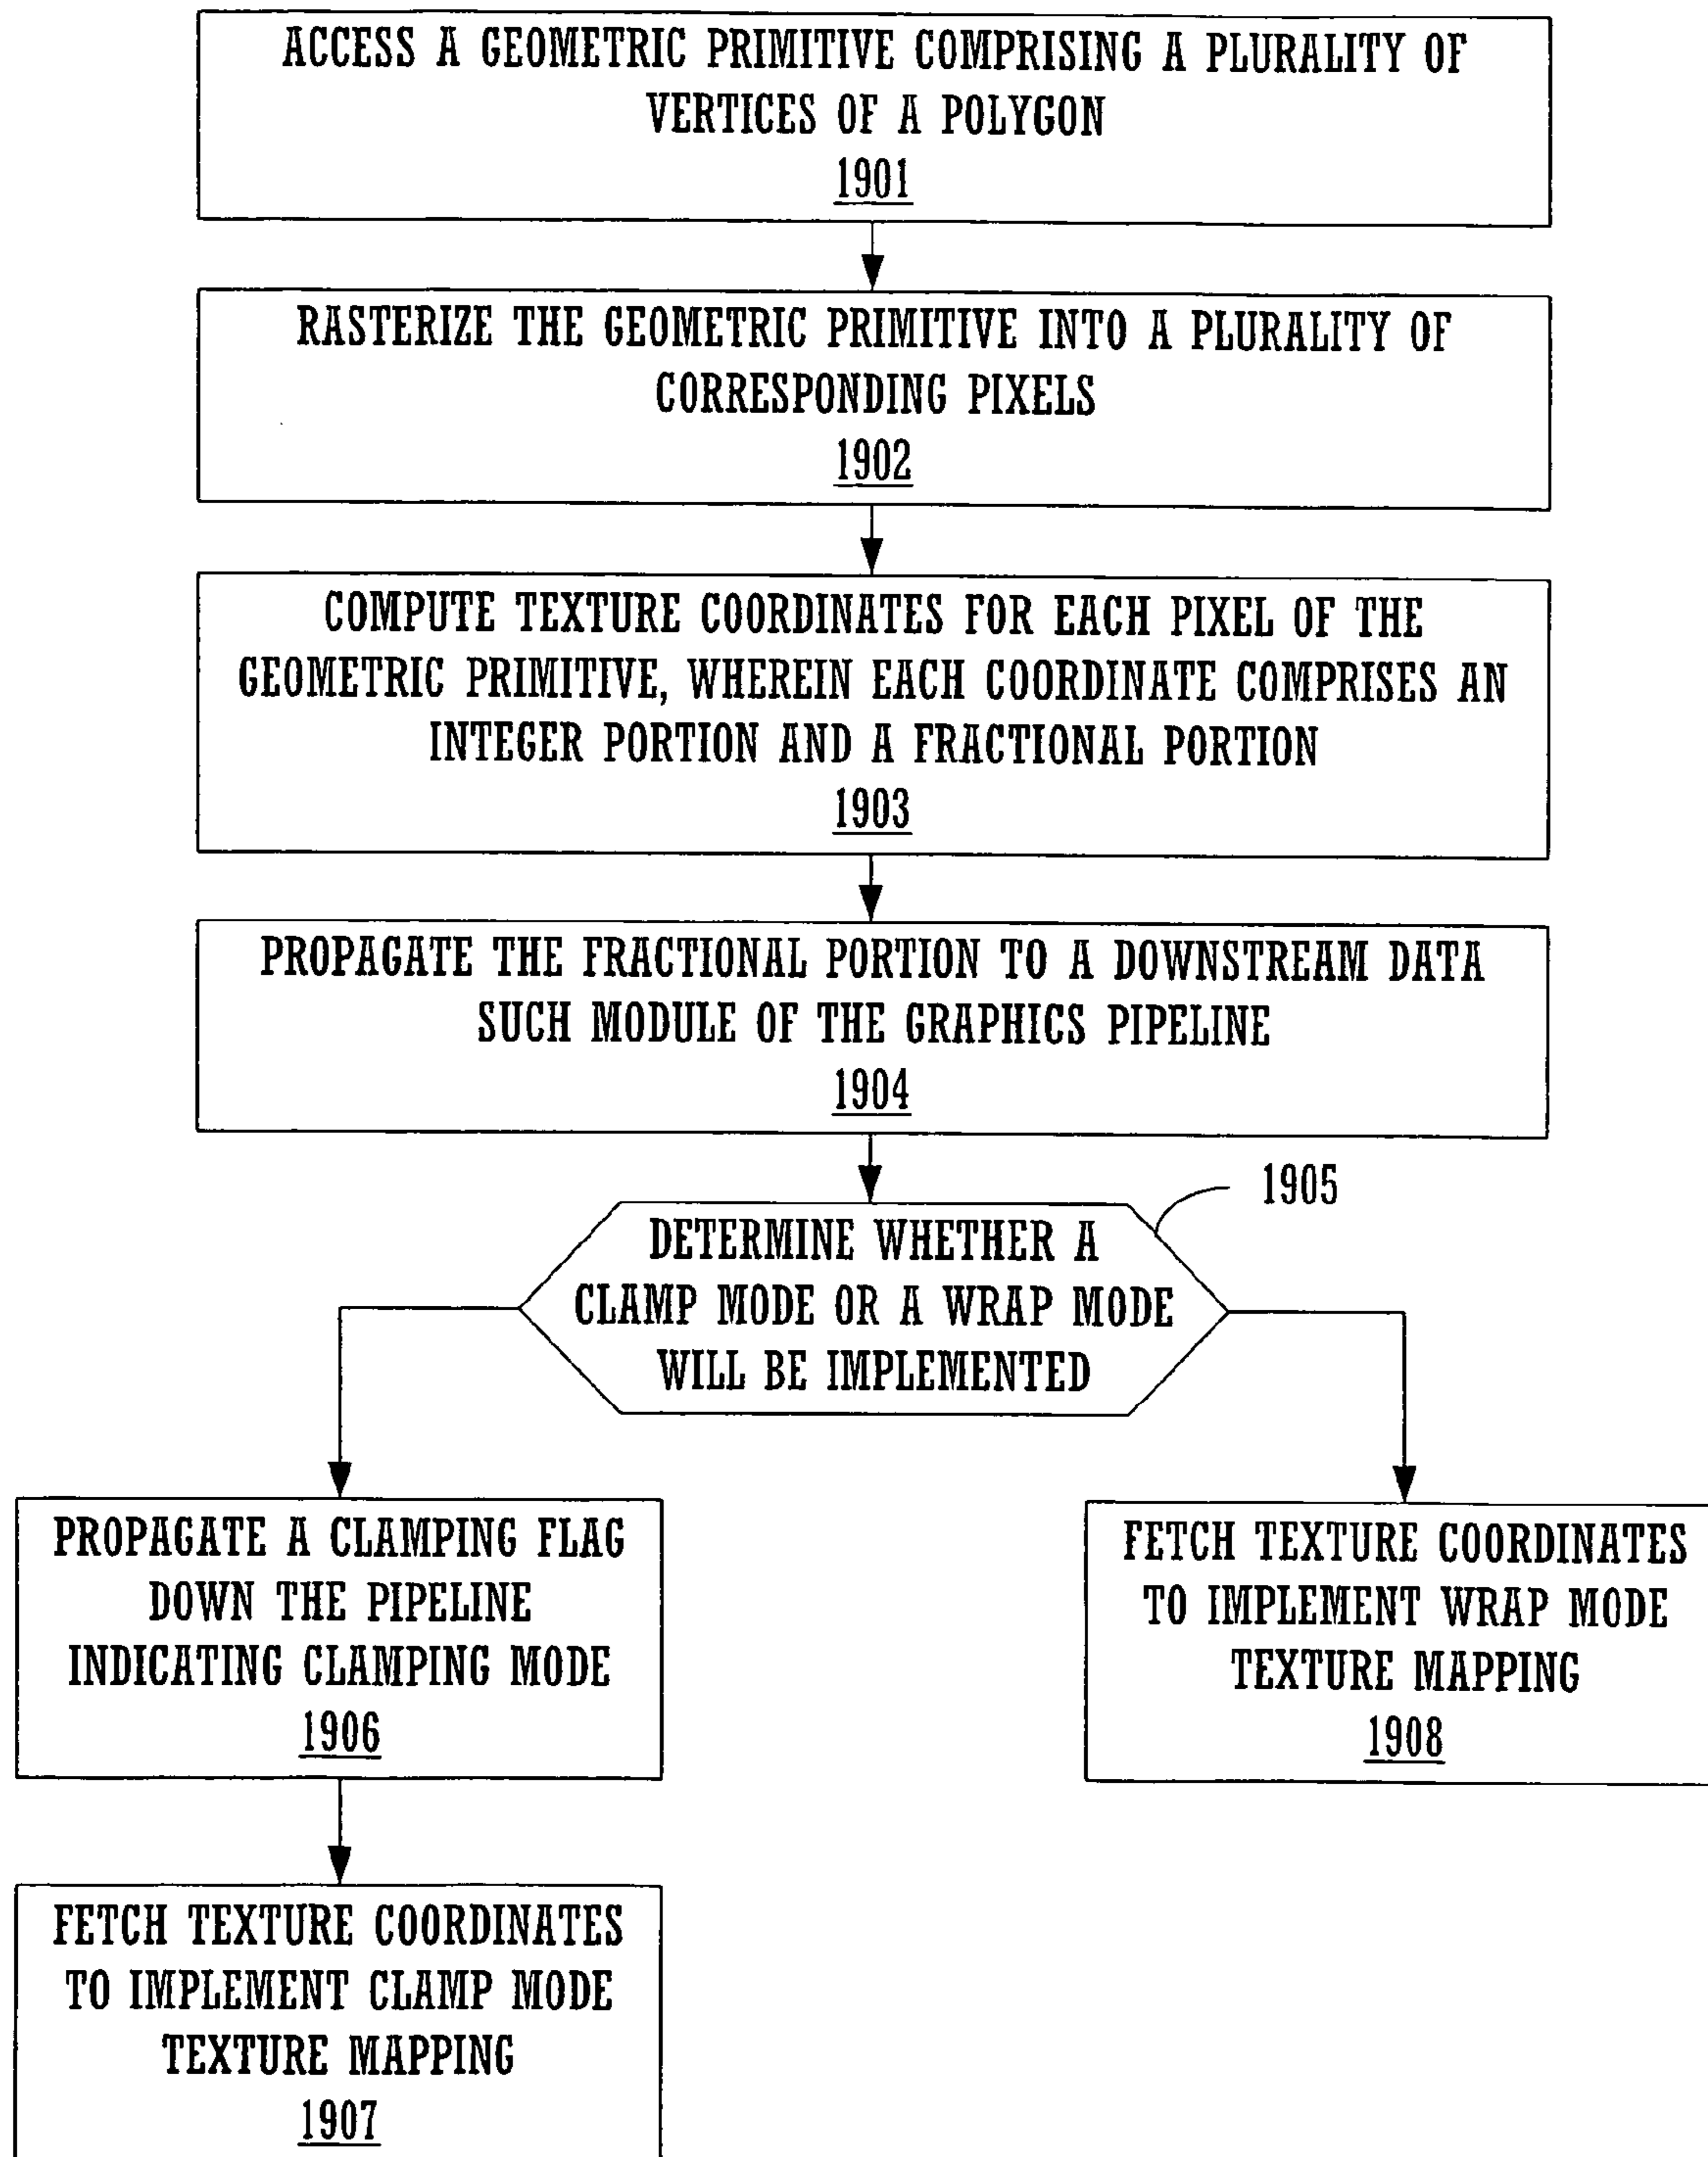 ACCESS A GEOMETRIC PRIMITIVE COMPRISING A PLURALITY OF
VERTICES OF A POLYGON
1901
RASTERIZE THE GEOMETRIC PRIMITIVE INTO A PLURALITY OF
CORRESPONDING PIXELS
1902
COMPUTE TEXTURE COORDINATES FOR EACH PIXEL OF THE
GEOMETRIC PRIMITIVE, WHEREIN EACH COORDINATE COMPRISES AN
INTEGER PORTION AND A FRACTIONAL PORTION
1903
PROPAGATE THE FRACTIONAL PORTION TO A DOWNSTREAM DATA
SUCH MODULE OF THE GRAPHICS PIPELINE
1904
1905
DETERMINE WHETHER A
CLAMP MODE OR A WRAP MODE
WILL BE IMPLEMENTED
PROPAGATE A CLAMPING FLAG
DOWN THE PIPELINE
INDICATING CLAMPING MODE
1906
FETCH TEXTURE COORDINATES
TO IMPLEMENT WRAP MODE
TEXTURE MAPPING
1908
FETCH TEXTURE COORDINATES
TO IMPLEMENT CLAMP MODE
TEXTURE MAPPING
1907